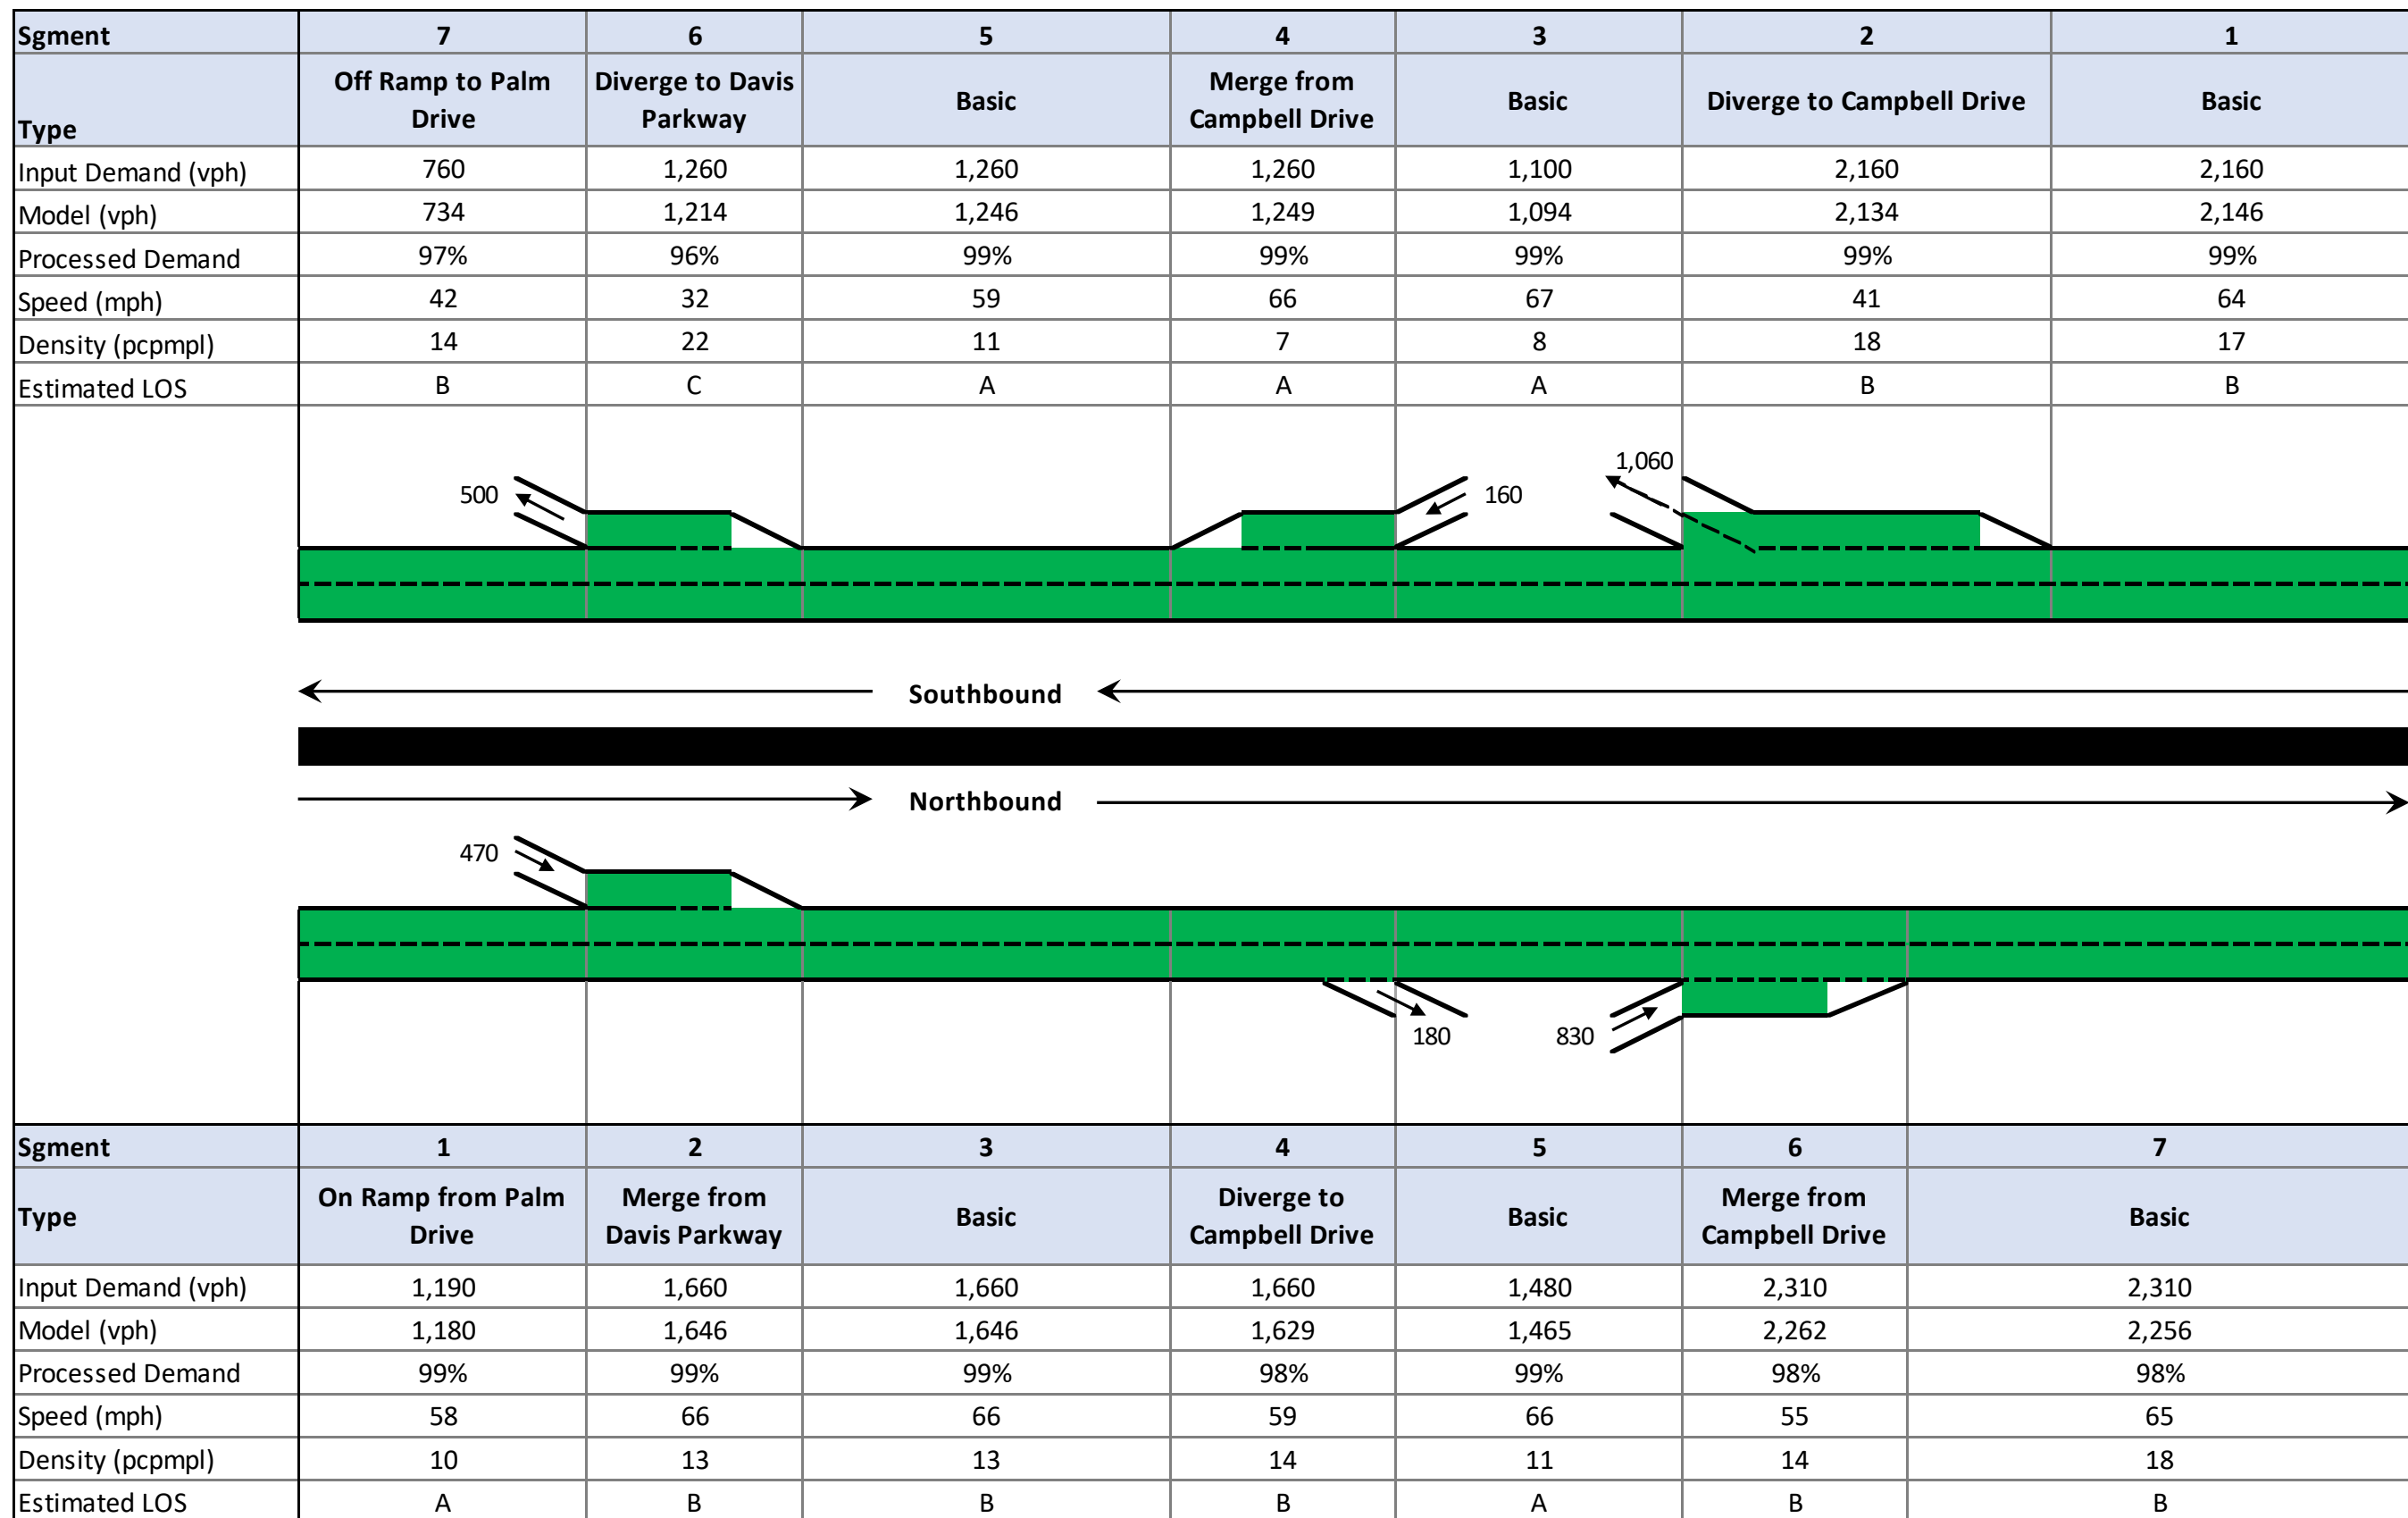 Sgment 7 6 5 4 3 2 1
Type Off Ramp to Palm Drive Diverge to Davis Parkway Basic Merge from Campbell Drive Basic Diverge to Campbell Drive Basic
Input Demand (vph) 760 1,260 1,260 1,260 1,100 2,160 2,160
Model (vph) 734 1,214 1,246 1,249 1,094 2,134 2,146
Processed Demand 97% 96% 99% 99% 99% 99% 99%
Speed (mph) 42 32 59 66 67 41 64
Density (pcpmpl) 14 22 11 7 8 18 17
Estimated LOS B C A A A B B
500 160 1,060
Southbound
Northbound
470
180 830
Sgment 1 2 3 4 5 6 7
Type On Ramp from Palm Drive Merge from Davis Parkway Basic Diverge to Campbell Drive Basic Merge from Campbell Drive Basic
Input Demand (vph) 1,190 1,660 1,660 1,660 1,480 2,310 2,310
Model (vph) 1,180 1,646 1,646 1,629 1,465 2,262 2,256
Processed Demand 99% 99% 99% 98% 99% 98% 98%
Speed (mph) 58 66 66 59 66 55 65
Density (pcpmpl) 10 13 13 14 11 14 18
Estimated LOS A B B B A B B